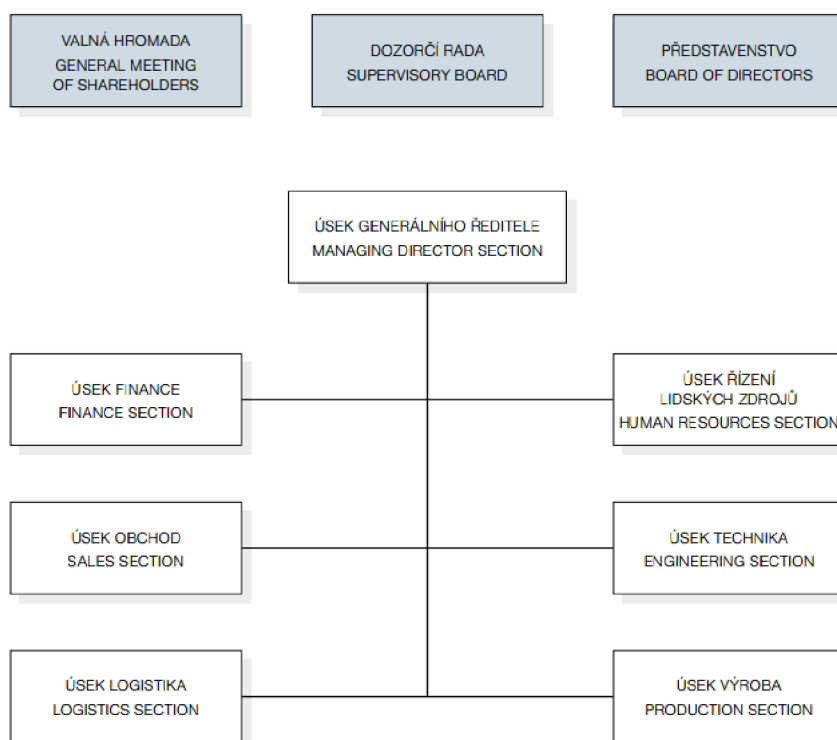 VALNÁ HROMADA
GENERAL MEETING
OF SHAREHOLDERS
DOZORČÍ RADA
SUPERVISORY BOARD
PŘEDSTAVENSTVO
BOARD OF DIRECTORS
ÚSEK GENERÁLNÍHO ŘEDITELE
MANAGING DIRECTOR SECTION
ÚSEK FINANCE
FINANCE SECTION
ÚSEK ŘÍZENÍ
LIDSKÝCH ZDROJŮ
HUMAN RESOURCES SECTION
ÚSEK OBCHOD
SALES SECTION
ÚSEK TECHNIKA
ENGINEERING SECTION
ÚSEK LOGISTIKA
LOGISTICS SECTION
ÚSEK VÝROBA
PRODUCTION SECTION